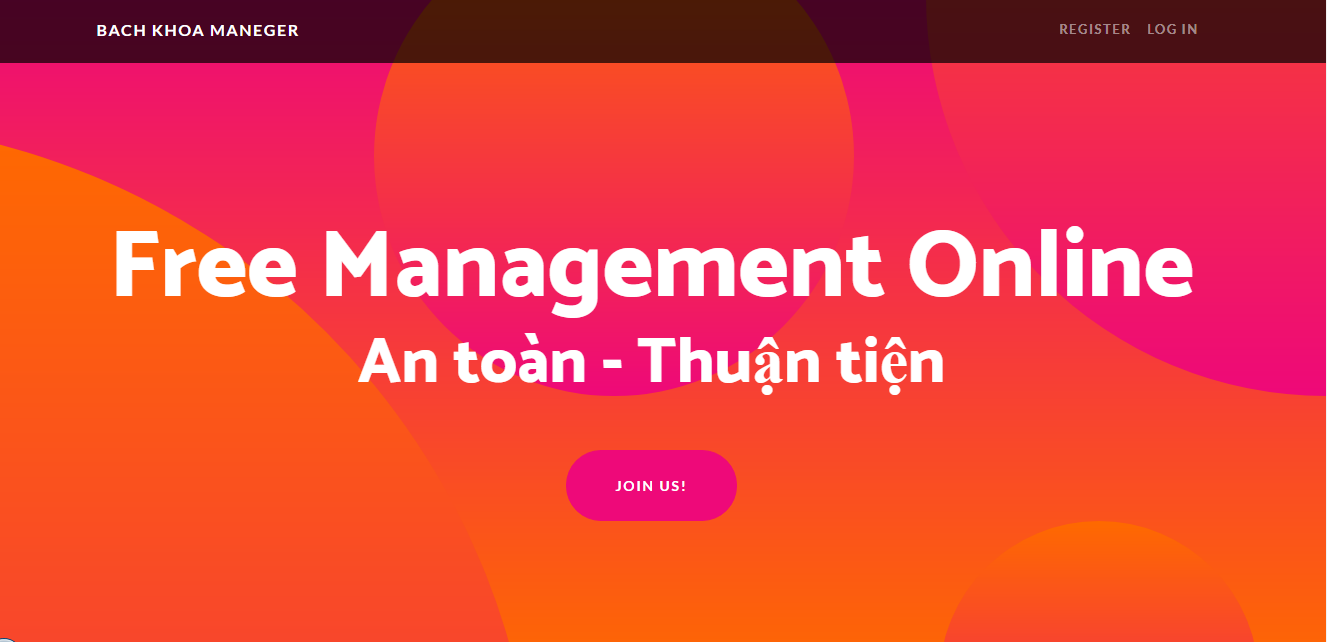 BACH KHOA MANEGER
REGISTER LOG IN
Free Management Online
An toàn - Thuận tiện
JOIN US!